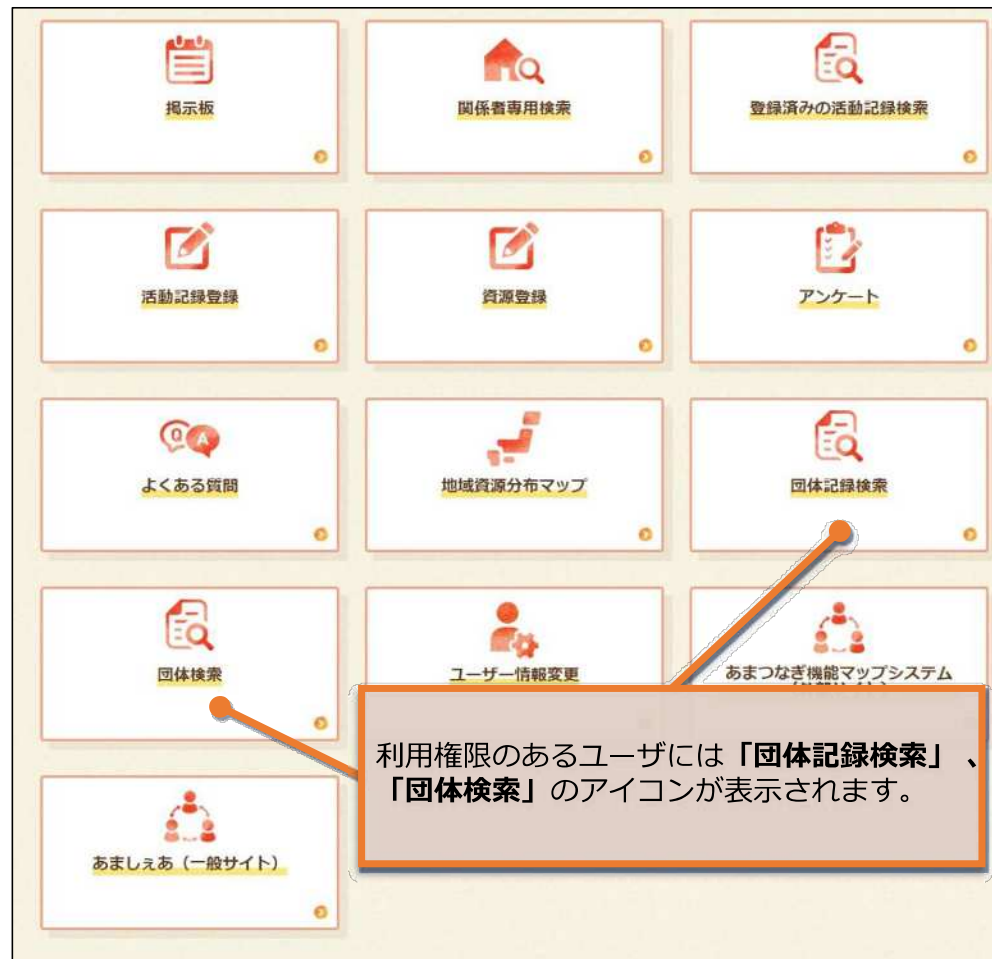 掲示板
関係者専用検索
登録済みの活動記録検索
活動記録登録
資源登録
アンケート
Q A
よくある質問
地域資源分布マップ
団体記録検索
団体検索
ユーザー情報変更
あまつなぎ機能マップシステム
利用権限のあるユーザには「団体記録検索」、
「団体検索」のアイコンが表示されます。
あましぇあ（一般サイト）